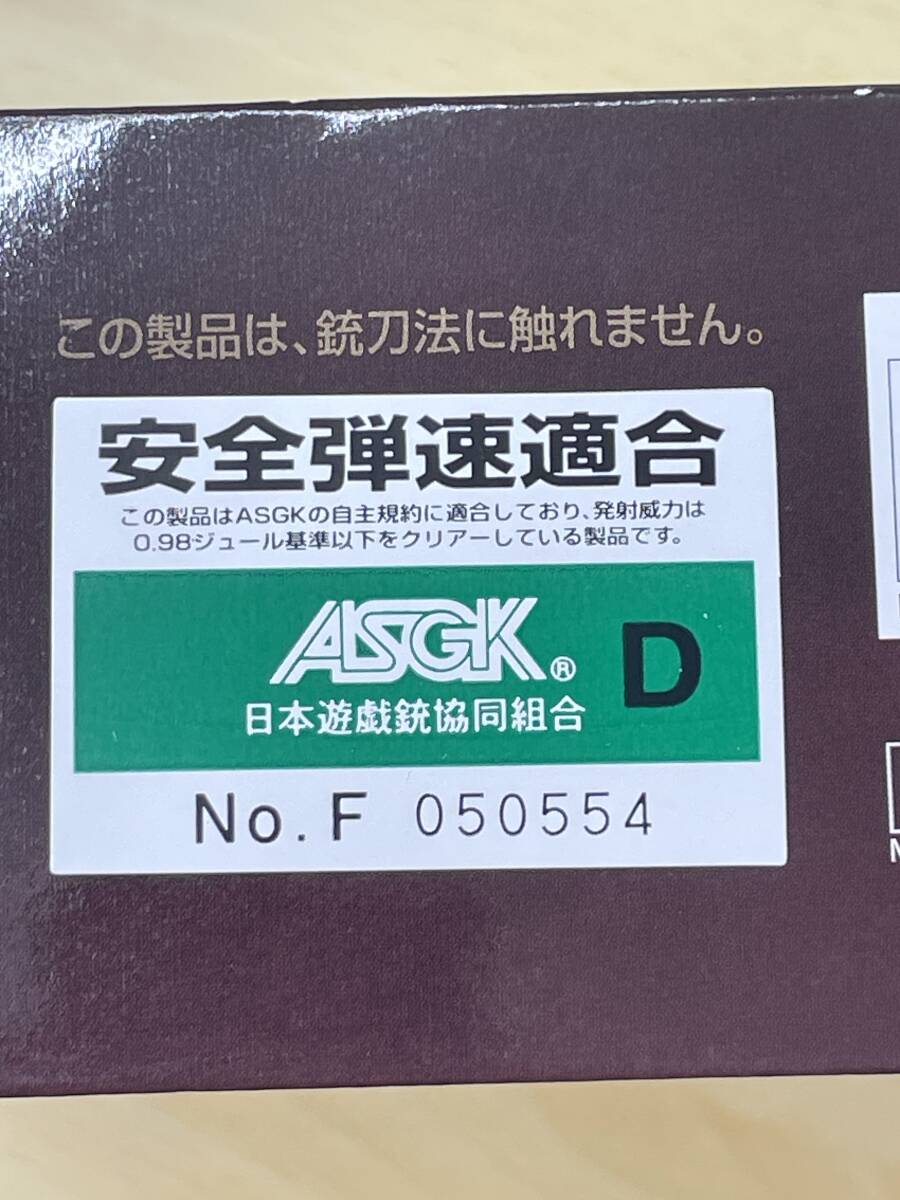 この製品は、銃刀法に触れません。
安全弾速適合
この製品はASGKの自主規約に適合しており、発射威力は
0.98ジュール基準以下をクリアーしている製品です。
ASGK® D
日本遊戯銃協同組合
No.F 050554